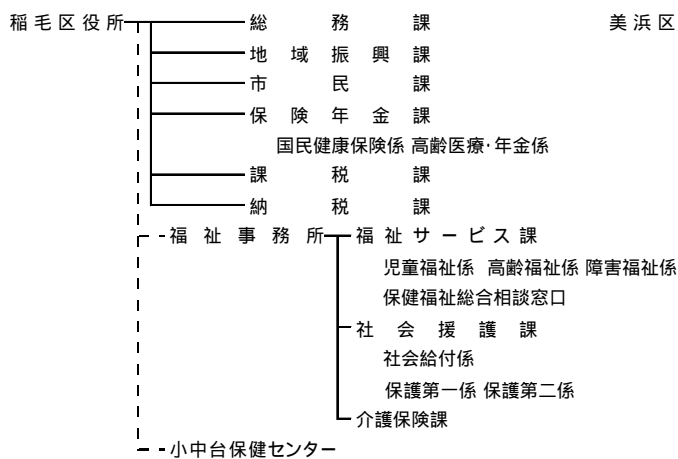 稲毛区役所 総務課 美浜区
地域振興課
市民課
保険年金課
国民健康保険係 高齢医療・年金係
課税課
納税課
福祉事務所 福祉サービス課
児童福祉係 高齢福祉係 障害福祉係
保健福祉総合相談窓口
社会援護課
社会給付係
保護第一係 保護第二係
介護保険課
小中台保健センター